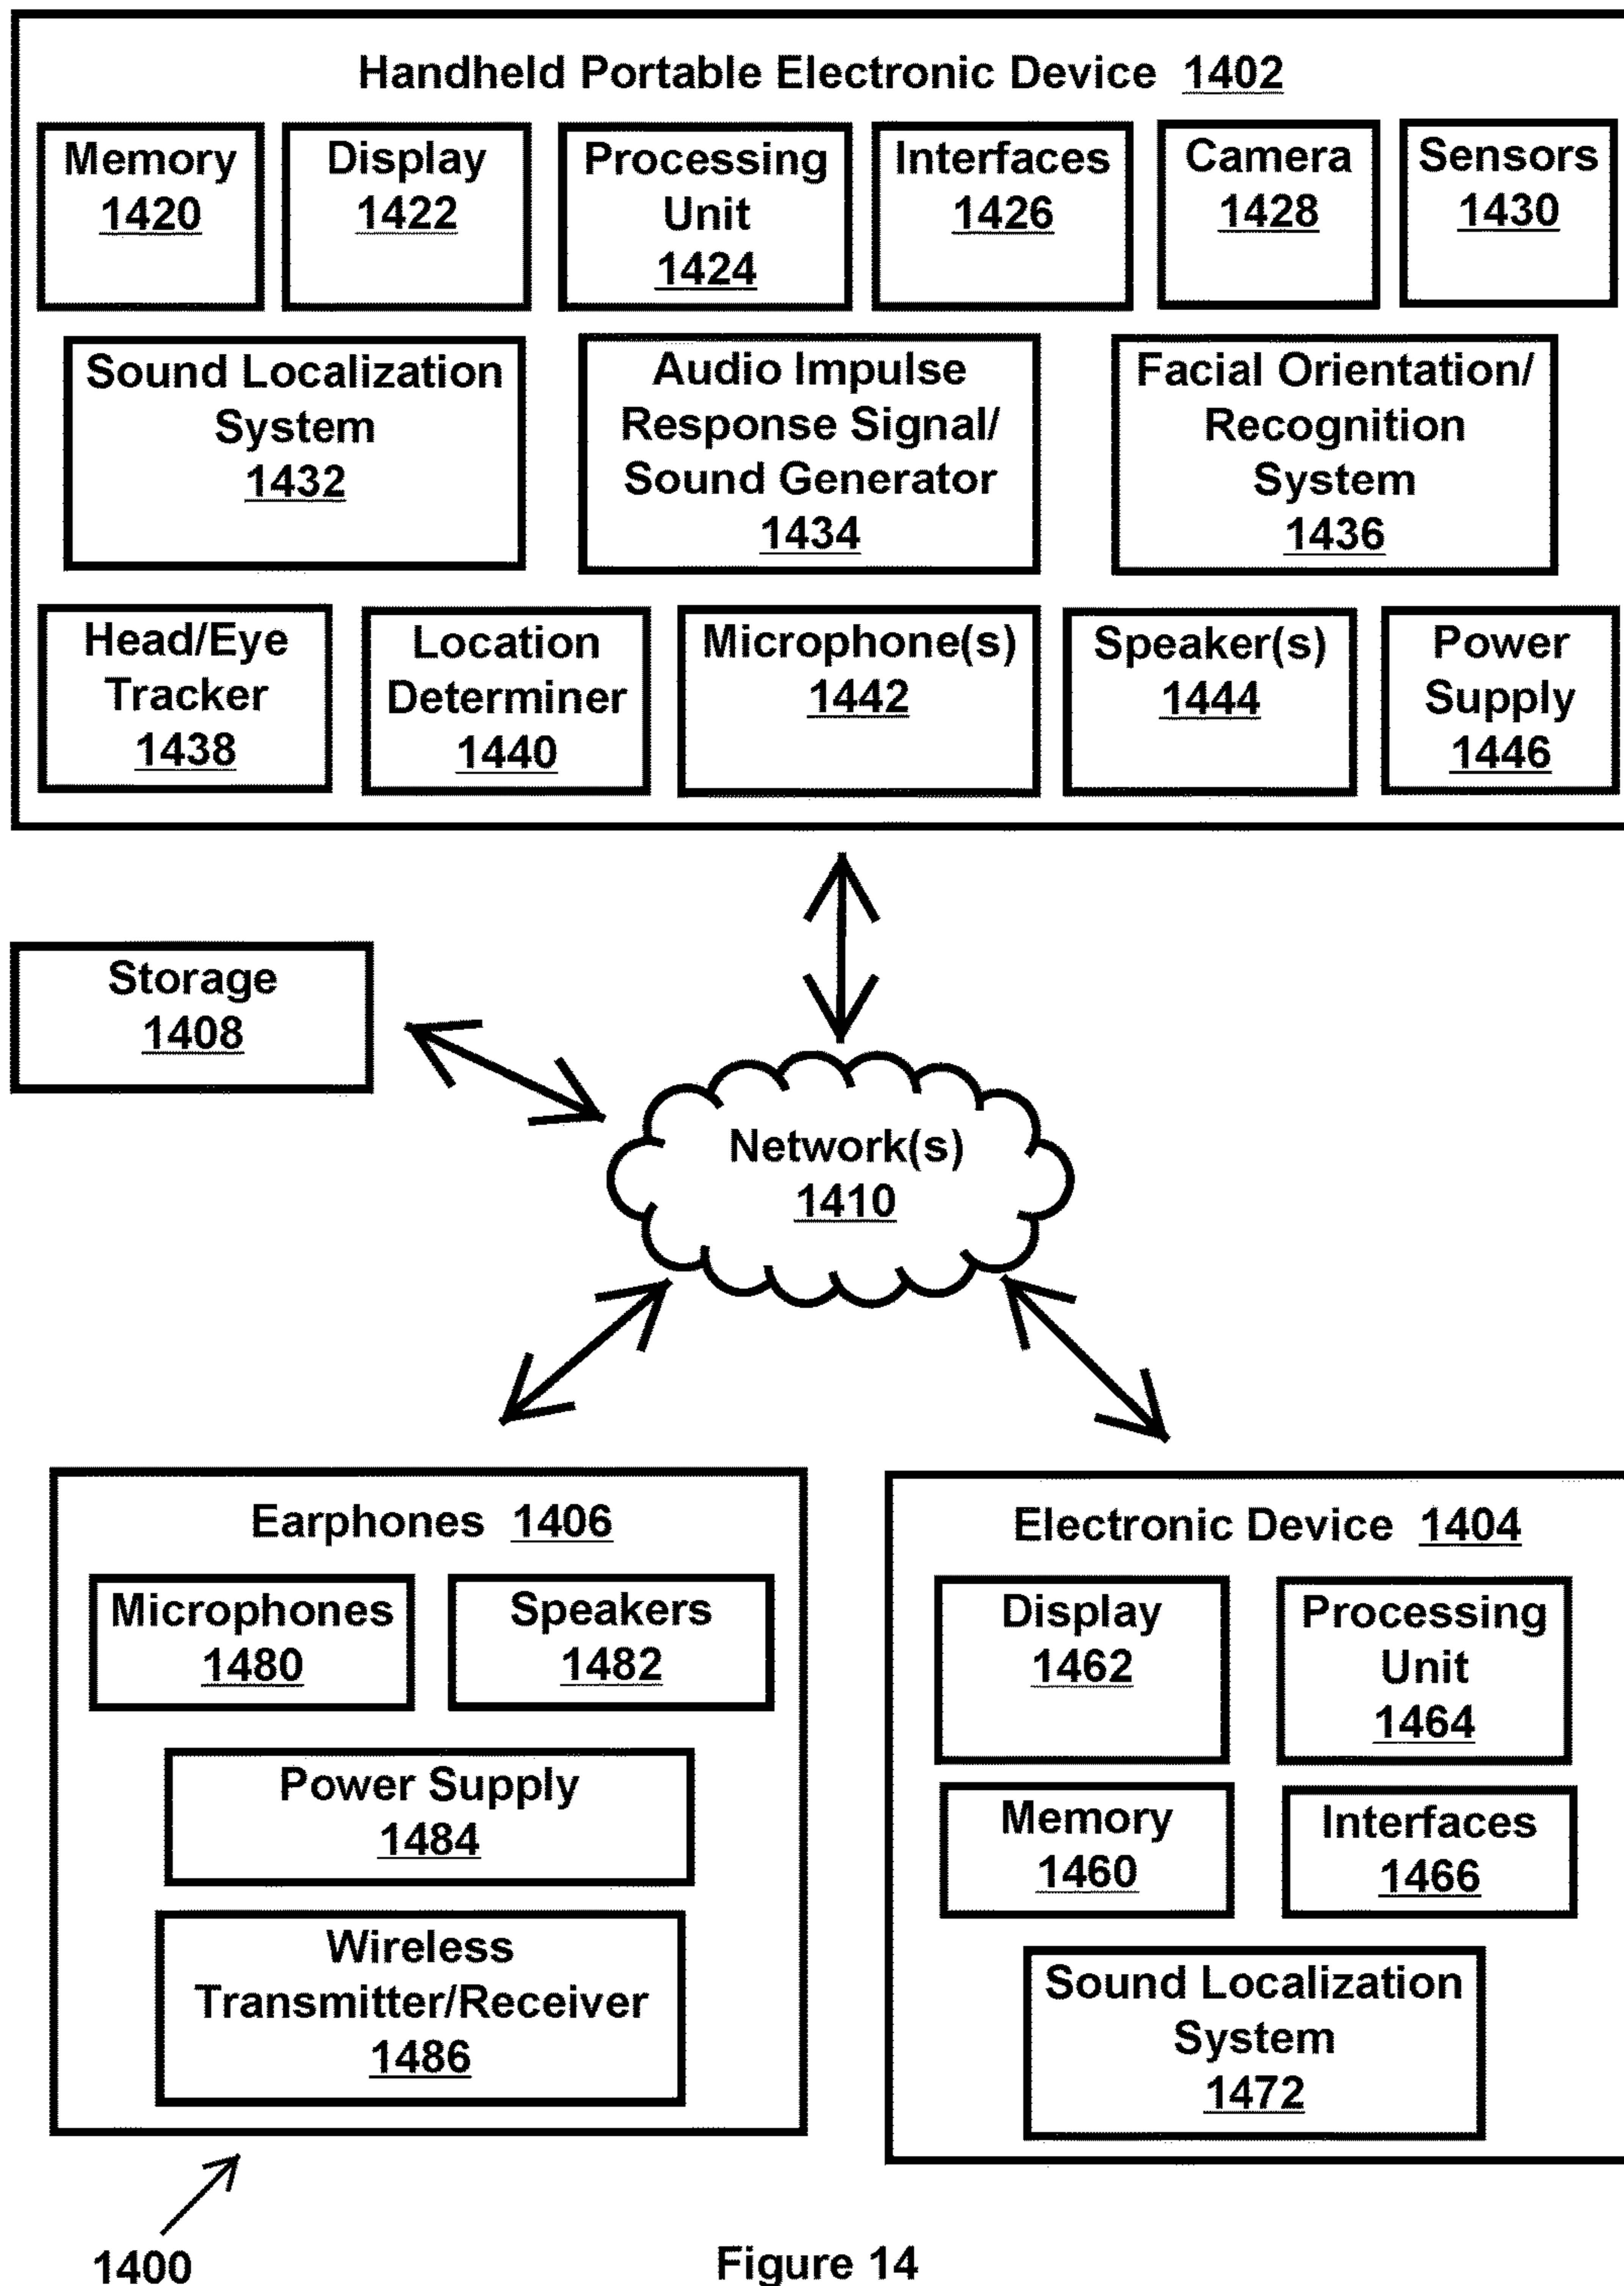 Handheld Portable Electronic Device 1402
Memory
1420
Display
1422
Processing
Unit
1424
Interfaces
1426
Camera
1428
Sensors
1430
Sound Localization
System
1432
Audio Impulse
Response Signal/
Sound Generator
1434
Facial Orientation/
Recognition
System
1436
Head/Eye
Tracker
1438
Location
Determiner
1440
Microphone(s)
1442
Speaker(s)
1444
Power
Supply
1446
Storage
1408
Network(s)
1410
Earphones 1406
Microphones
1480
Speakers
1482
Power Supply
1484
Wireless
Transmitter/Receiver
1486
Electronic Device 1404
Display
1462
Processing
Unit
1464
Memory
1460
Interfaces
1466
Sound Localization
System
1472
1400
Figure 14